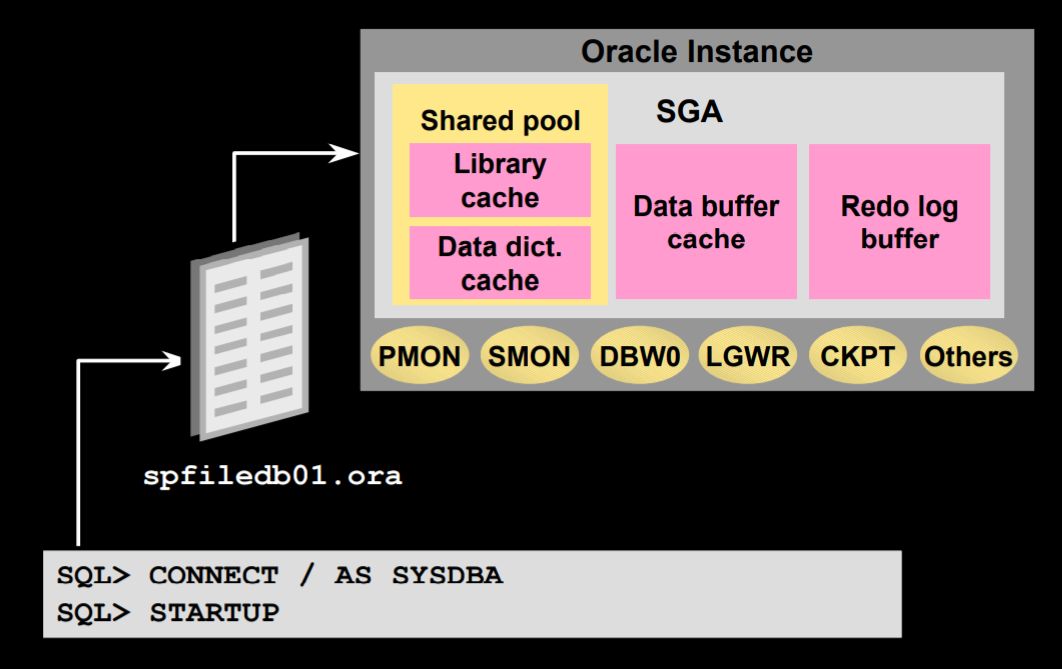 Oracle Instance
SGA
Shared pool
Library
cache
Data dict.
cache
Data buffer
cache
Redo log
buffer
PMON
SMON
DBW0
LGWR
CKPT
Others
spfiledb01.ora
SQL> CONNECT / AS SYSDBA
SQL> STARTUP